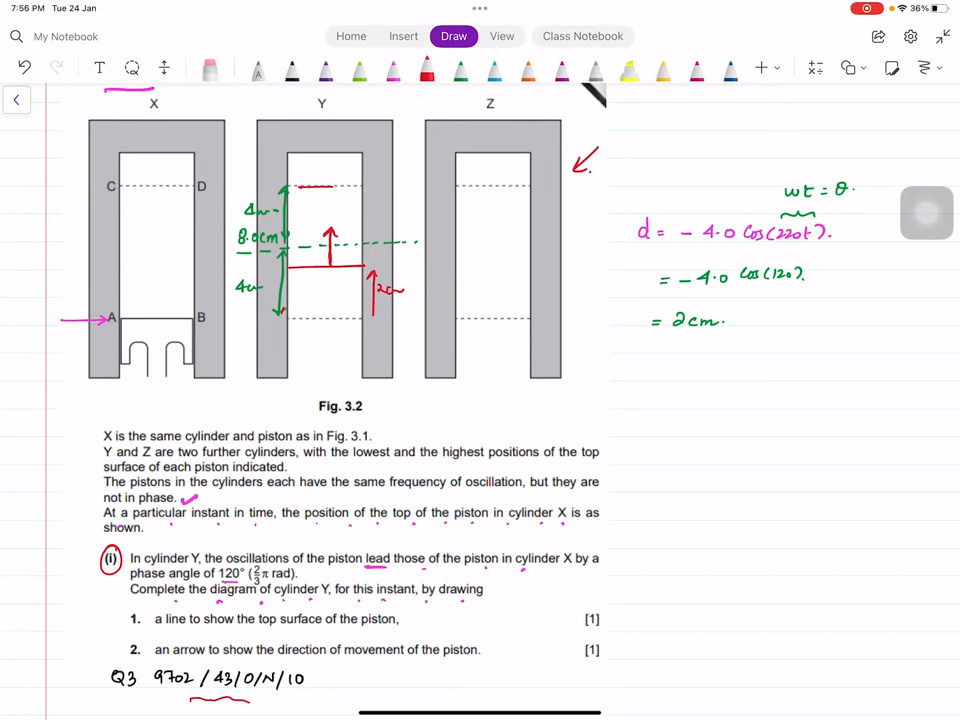 7:56 PM Tue 24 Jan
36%
My Notebook
Home Insert Draw View Class Notebook
X Y Z
C D
4cm
8.0cm
4cm
2cm
A B
Fig. 3.2
X is the same cylinder and piston as in Fig. 3.1.
Y and Z are two further cylinders, with the lowest and the highest positions of the top
surface of each piston indicated.
The pistons in the cylinders each have the same frequency of oscillation, but they are
not in phase. ✓
At a particular instant in time, the position of the top of the piston in cylinder X is as
shown.
(i) In cylinder Y, the oscillations of the piston lead those of the piston in cylinder X by a
phase angle of 120° (2/3 π rad).
Complete the diagram of cylinder Y, for this instant, by drawing
1. a line to show the top surface of the piston, [1]
2. an arrow to show the direction of movement of the piston. [1]
Q3 9702 / 43/O/N/10
wt = θ.
d = - 4.0 cos(220t).
= - 4.0 cos(120).
= 2cm.